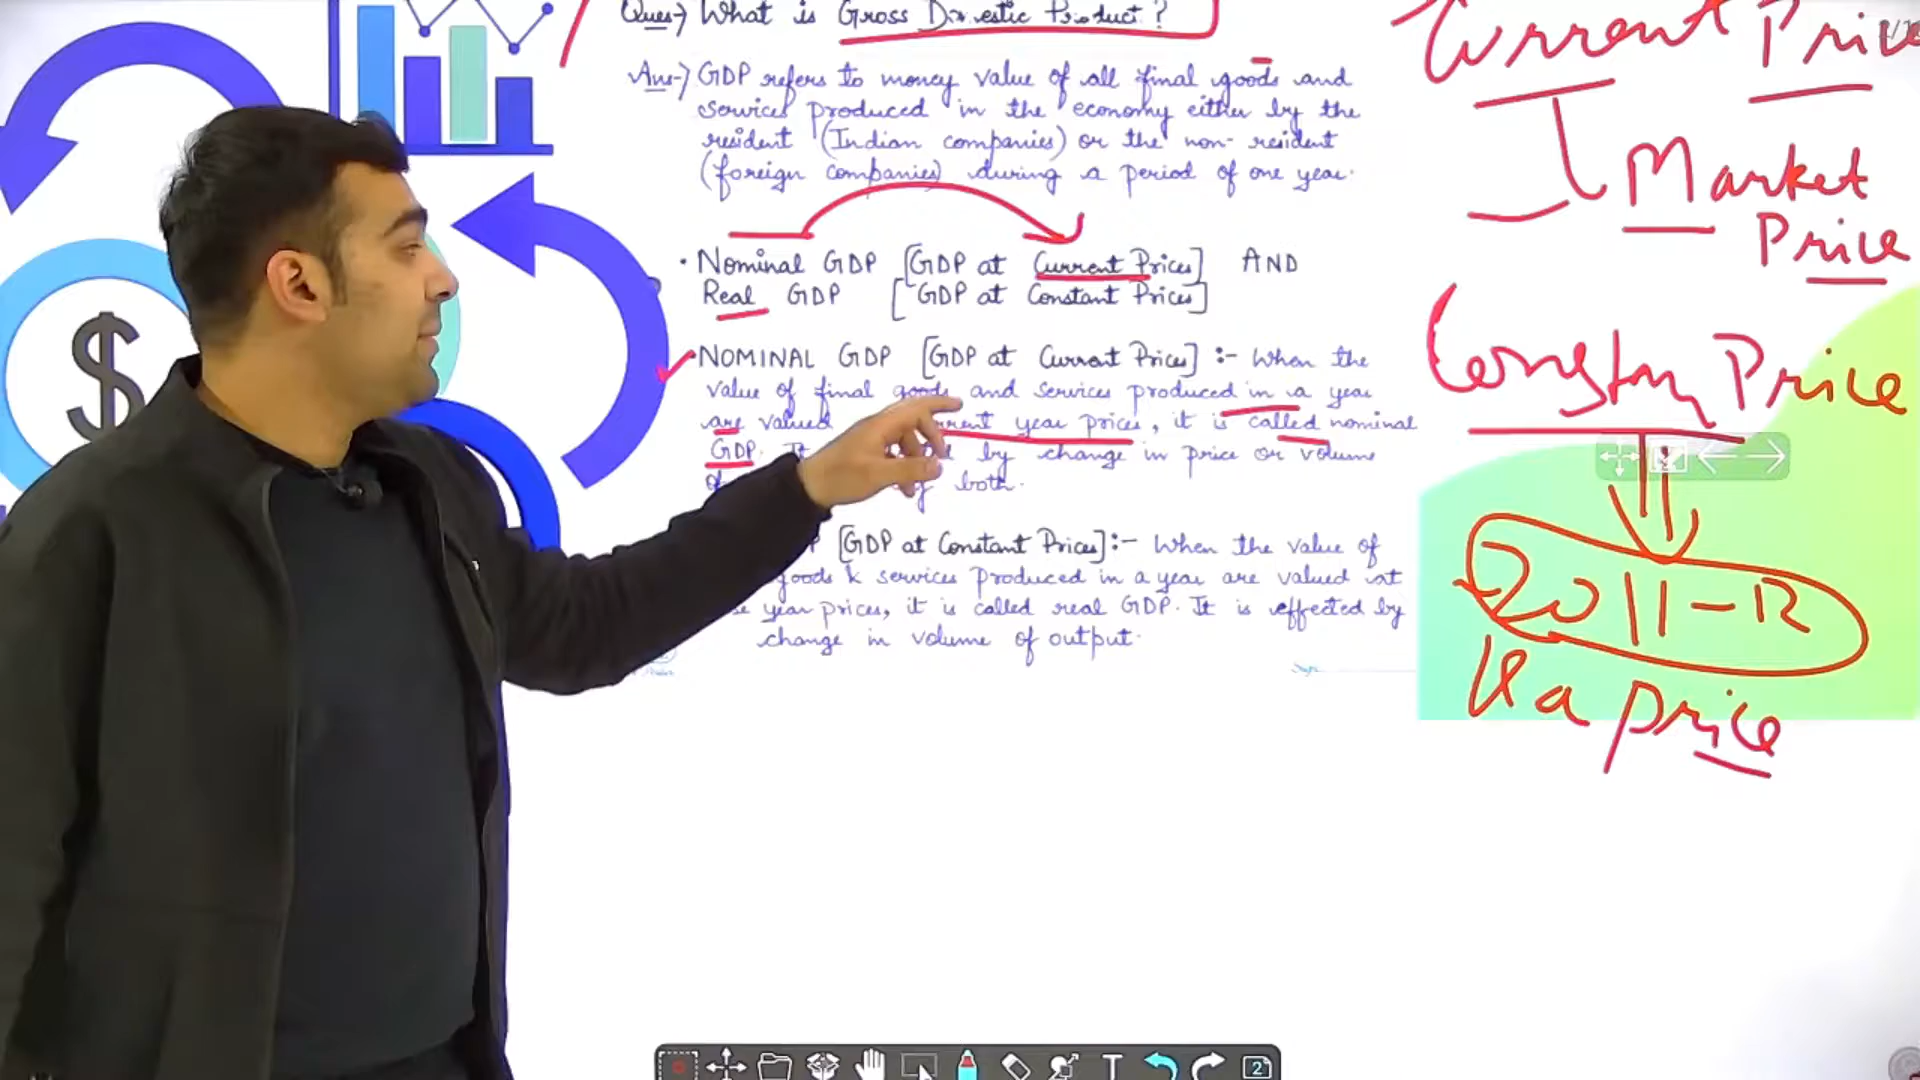 Ques→ What is Gross Domestic Product?
Ans→ GDP refers to money value of all final goods and
services produced in the economy either by the
resident (Indian companies) or the non-resident
(foreign companies) during a period of one year.
• Nominal GDP [GDP at Current Prices] AND
Real GDP [GDP at Constant Prices]
NOMINAL GDP [GDP at Current Prices] :- When the
value of final goods and services produced in a year
are valued year prices, it is called nominal
GDP. It by change in price or volume
both.
[GDP at Constant Prices]:- When the value of
goods & services produced in a year are valued at
year prices, it is called real GDP. It is effected by
change in volume of output.
Current Price
Market
Price
Constan Price
2011-12
Ka price
$
T
2